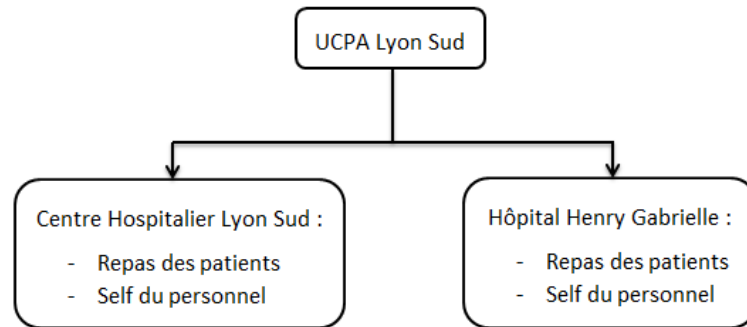 UCPA Lyon Sud
Centre Hospitalier Lyon Sud :
- Repas des patients
- Self du personnel
Hôpital Henry Gabrielle :
- Repas des patients
- Self du personnel